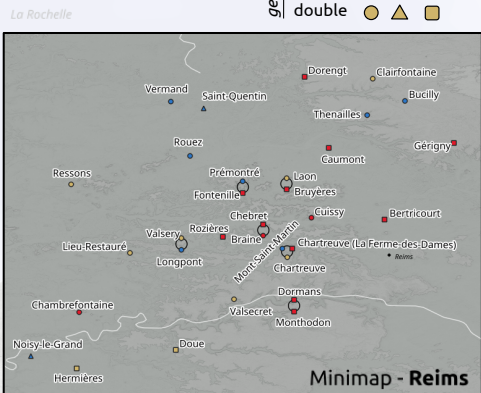 La Rochelle
ge
double
Dorengt
Clairfontaine
Vermand
Saint-Quentin
Bucilly
Thenailles
Rouez
Gérigny
Caumont
Ressons
Prémontré
Laon
Fontenille
Bruyères
Chebret
Cuissy
Bertricourt
Valsery
Rozières
Braine
Mont-Saint-Martin
Chartreuve (La Ferme-des-Dames)
Lieu-Restauré
Longpont
Reims
Chartreuve
Dormans
Chambrefontaine
Valsecret
Monthodon
Noisy-le-Grand
Doue
Hermières
Minimap - Reims